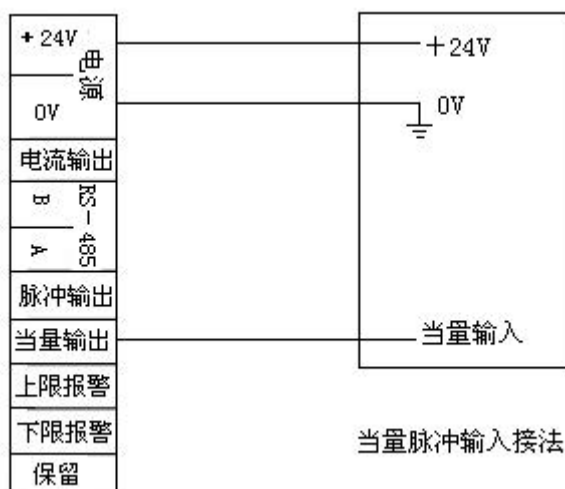 +24V
电源
0V
电流输出
B
A
RS-485
脉冲输出
当量输出
上限报警
下限报警
保留
+24V
0V
当量输入
当量脉冲输入接法